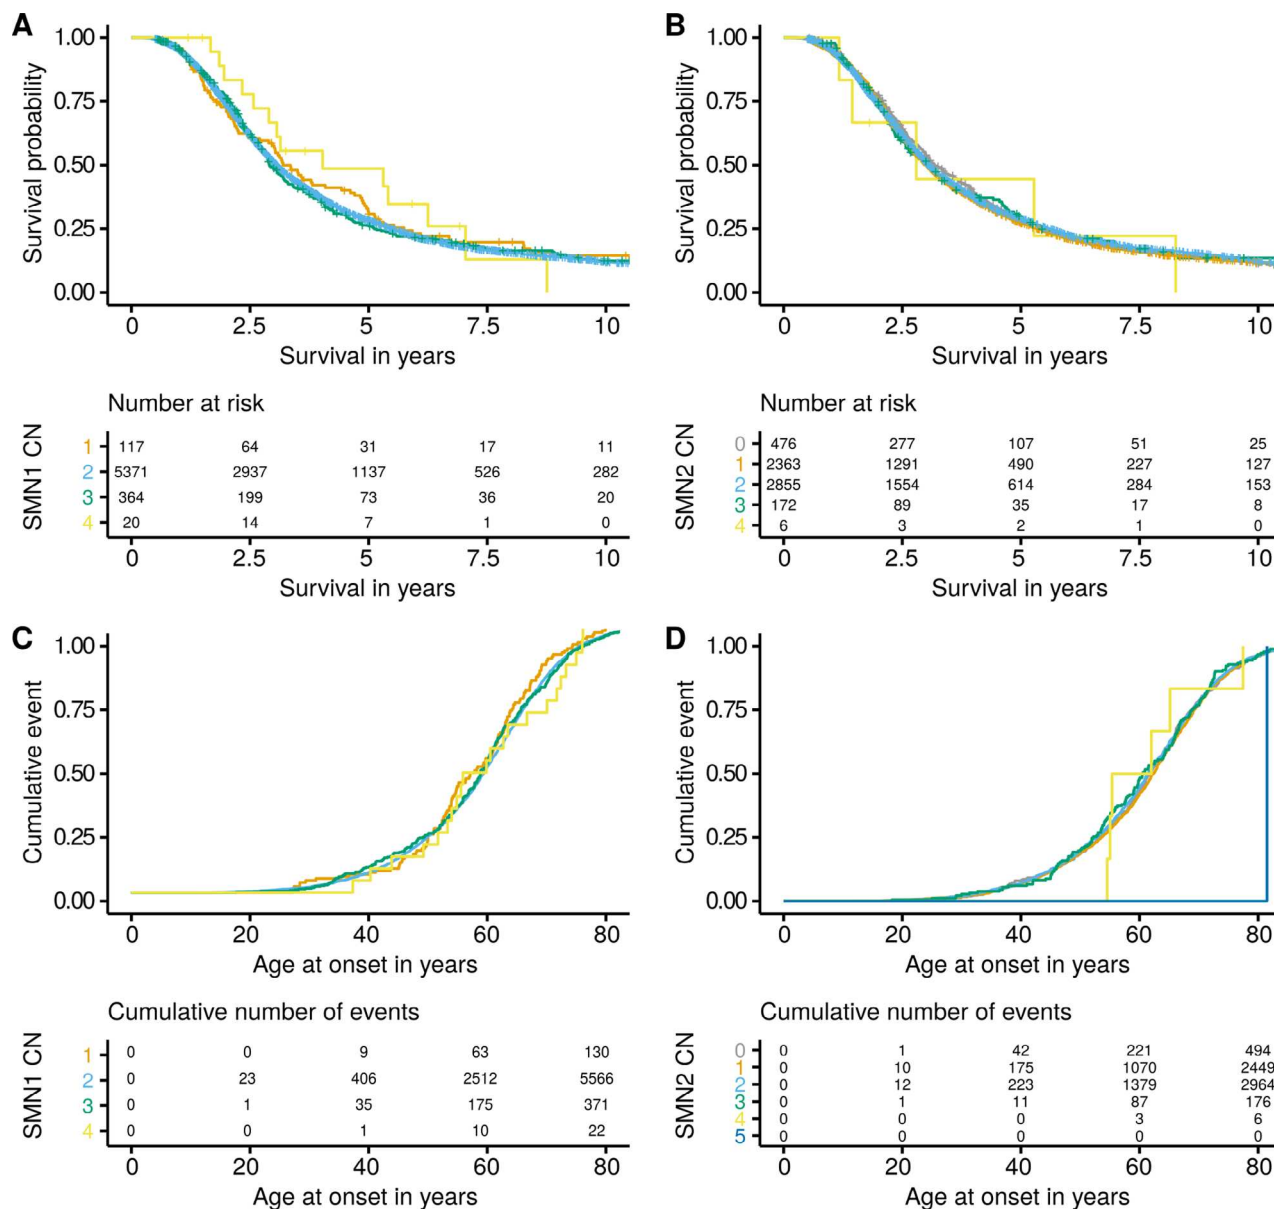 A
Survival probability
1.00
0.75
0.50
0.25
0.00
0 2.5 5 7.5 10
Survival in years
Number at risk
SMN1 CN
1 117 64 31 17 11
2 5371 2937 1137 526 282
3 364 199 73 36 20
4 20 14 7 1 0
0 2.5 5 7.5 10
Survival in years
B
Survival probability
1.00
0.75
0.50
0.25
0.00
0 2.5 5 7.5 10
Survival in years
Number at risk
SMN2 CN
0 476 277 107 51 25
1 2363 1291 490 227 127
2 2855 1554 614 284 153
3 172 89 35 17 8
4 6 3 2 1 0
0 2.5 5 7.5 10
Survival in years
C
Cumulative event
1.00
0.75
0.50
0.25
0.00
0 20 40 60 80
Age at onset in years
Cumulative number of events
SMN1 CN
1 0 0 9 63 130
2 0 23 406 2512 5566
3 0 1 35 175 371
4 0 0 1 10 22
0 20 40 60 80
Age at onset in years
D
Cumulative event
1.00
0.75
0.50
0.25
0.00
0 20 40 60 80
Age at onset in years
Cumulative number of events
SMN2 CN
0 0 1 42 221 494
1 0 10 175 1070 2449
2 0 12 223 1379 2964
3 0 1 11 87 176
4 0 0 0 3 6
5 0 0 0 0 0
0 20 40 60 80
Age at onset in years